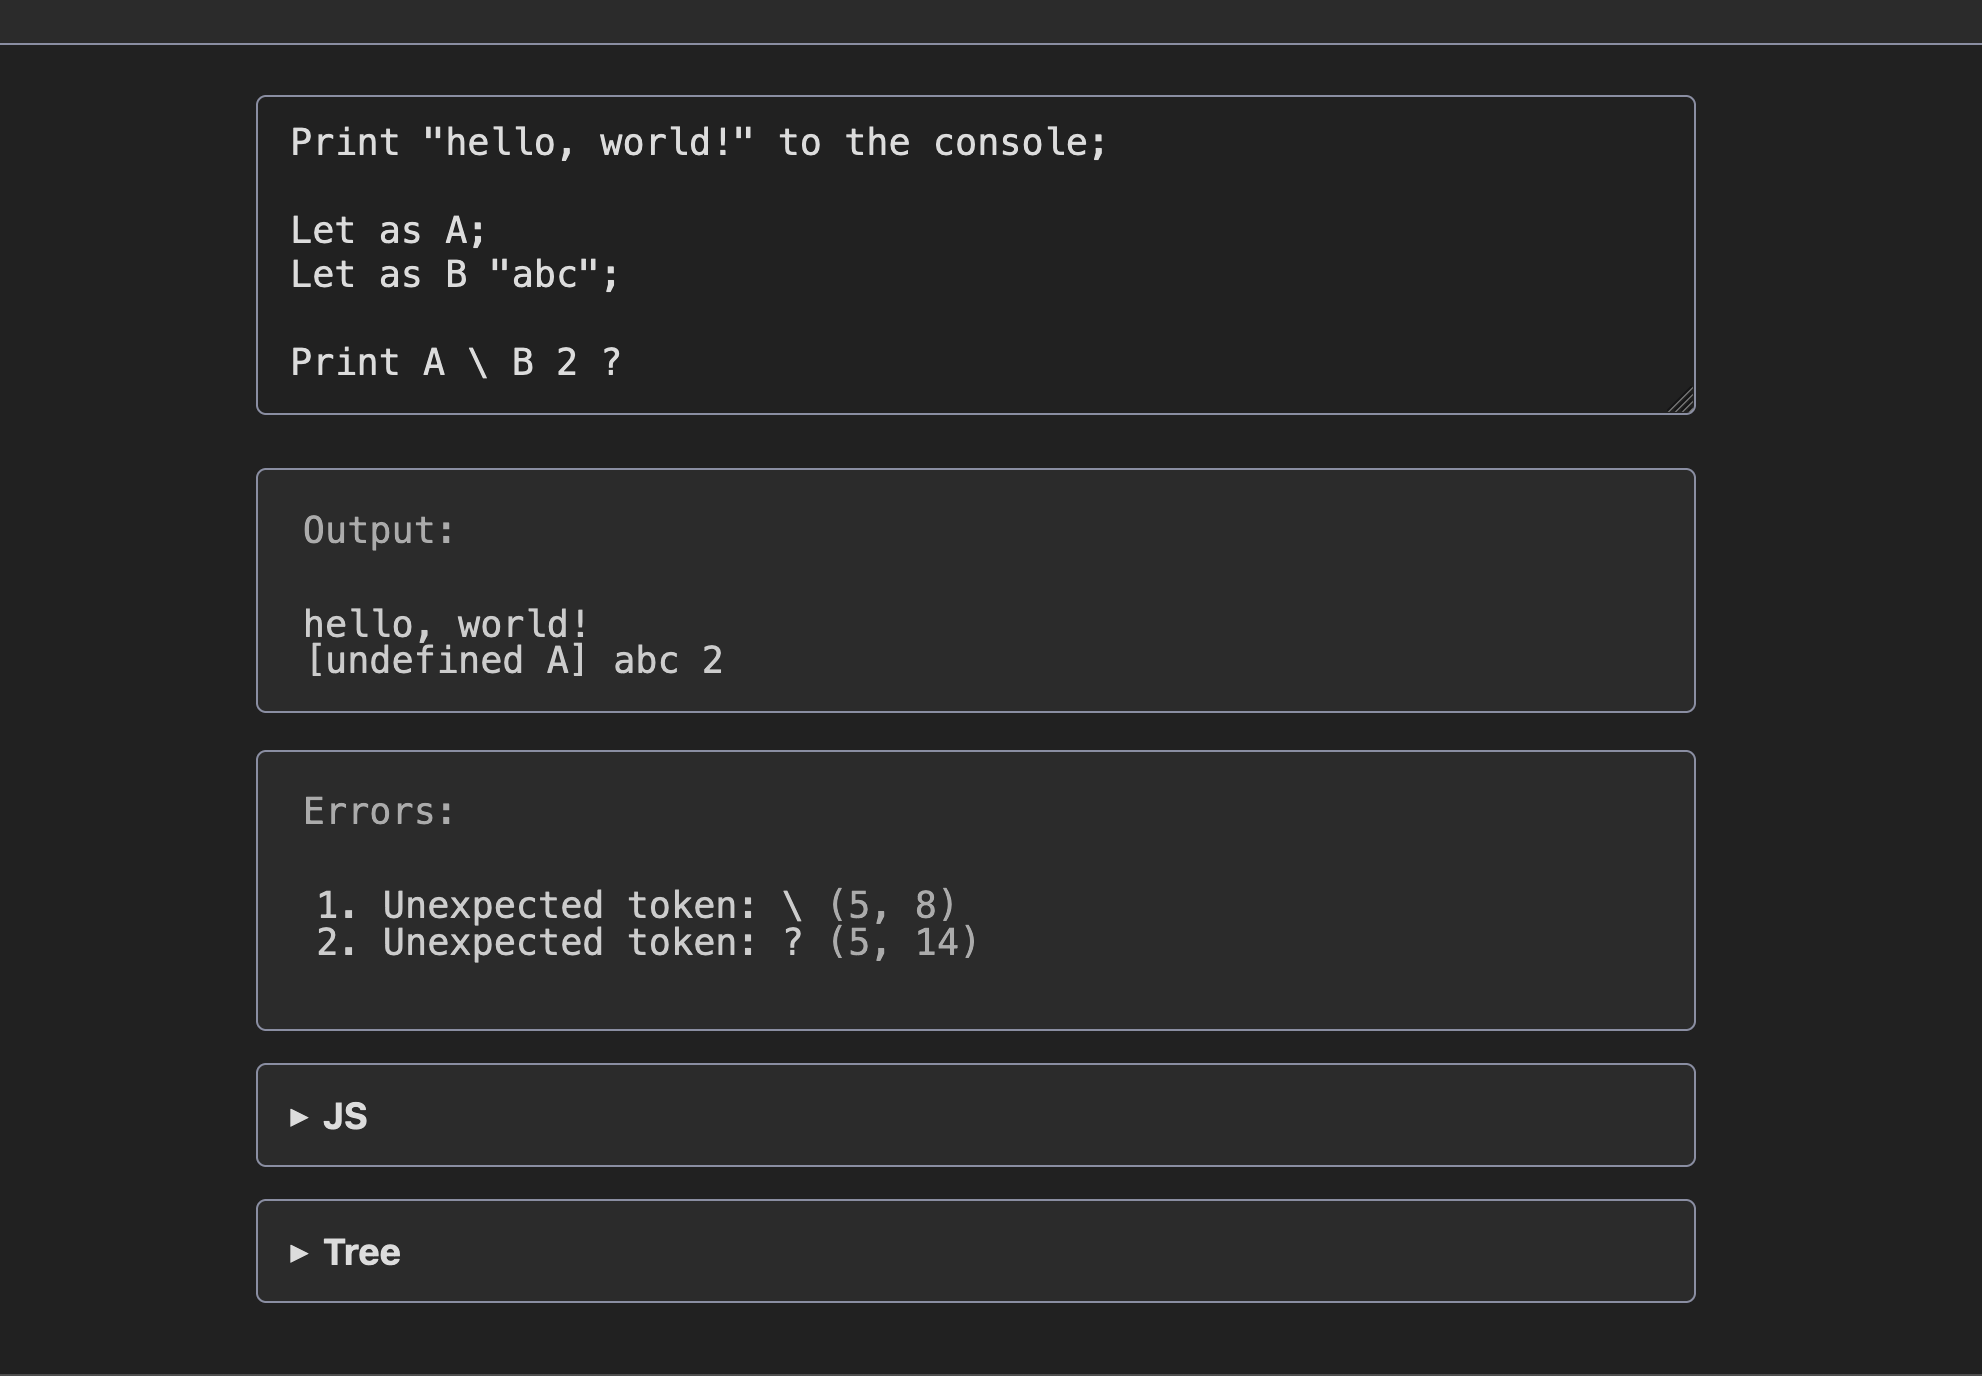 Print "hello, world!" to the console;
Let as A;
Let as B "abc";
Print A \ B 2 ?
Output:
hello, world!
[undefined A] abc 2
Errors:
1. Unexpected token: \ (5, 8)
2. Unexpected token: ? (5, 14)
▶ JS
▶ Tree